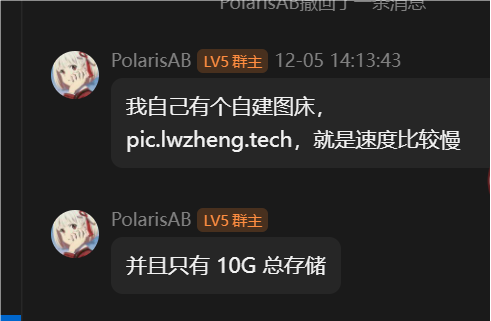 PolarisAB撤回了一条消息
PolarisAB LV5 群主 12-05 14:13:43
我自己有个自建图床，
pic.lwzheng.tech，就是速度比较慢
PolarisAB LV5 群主
并且只有 10G 总存储